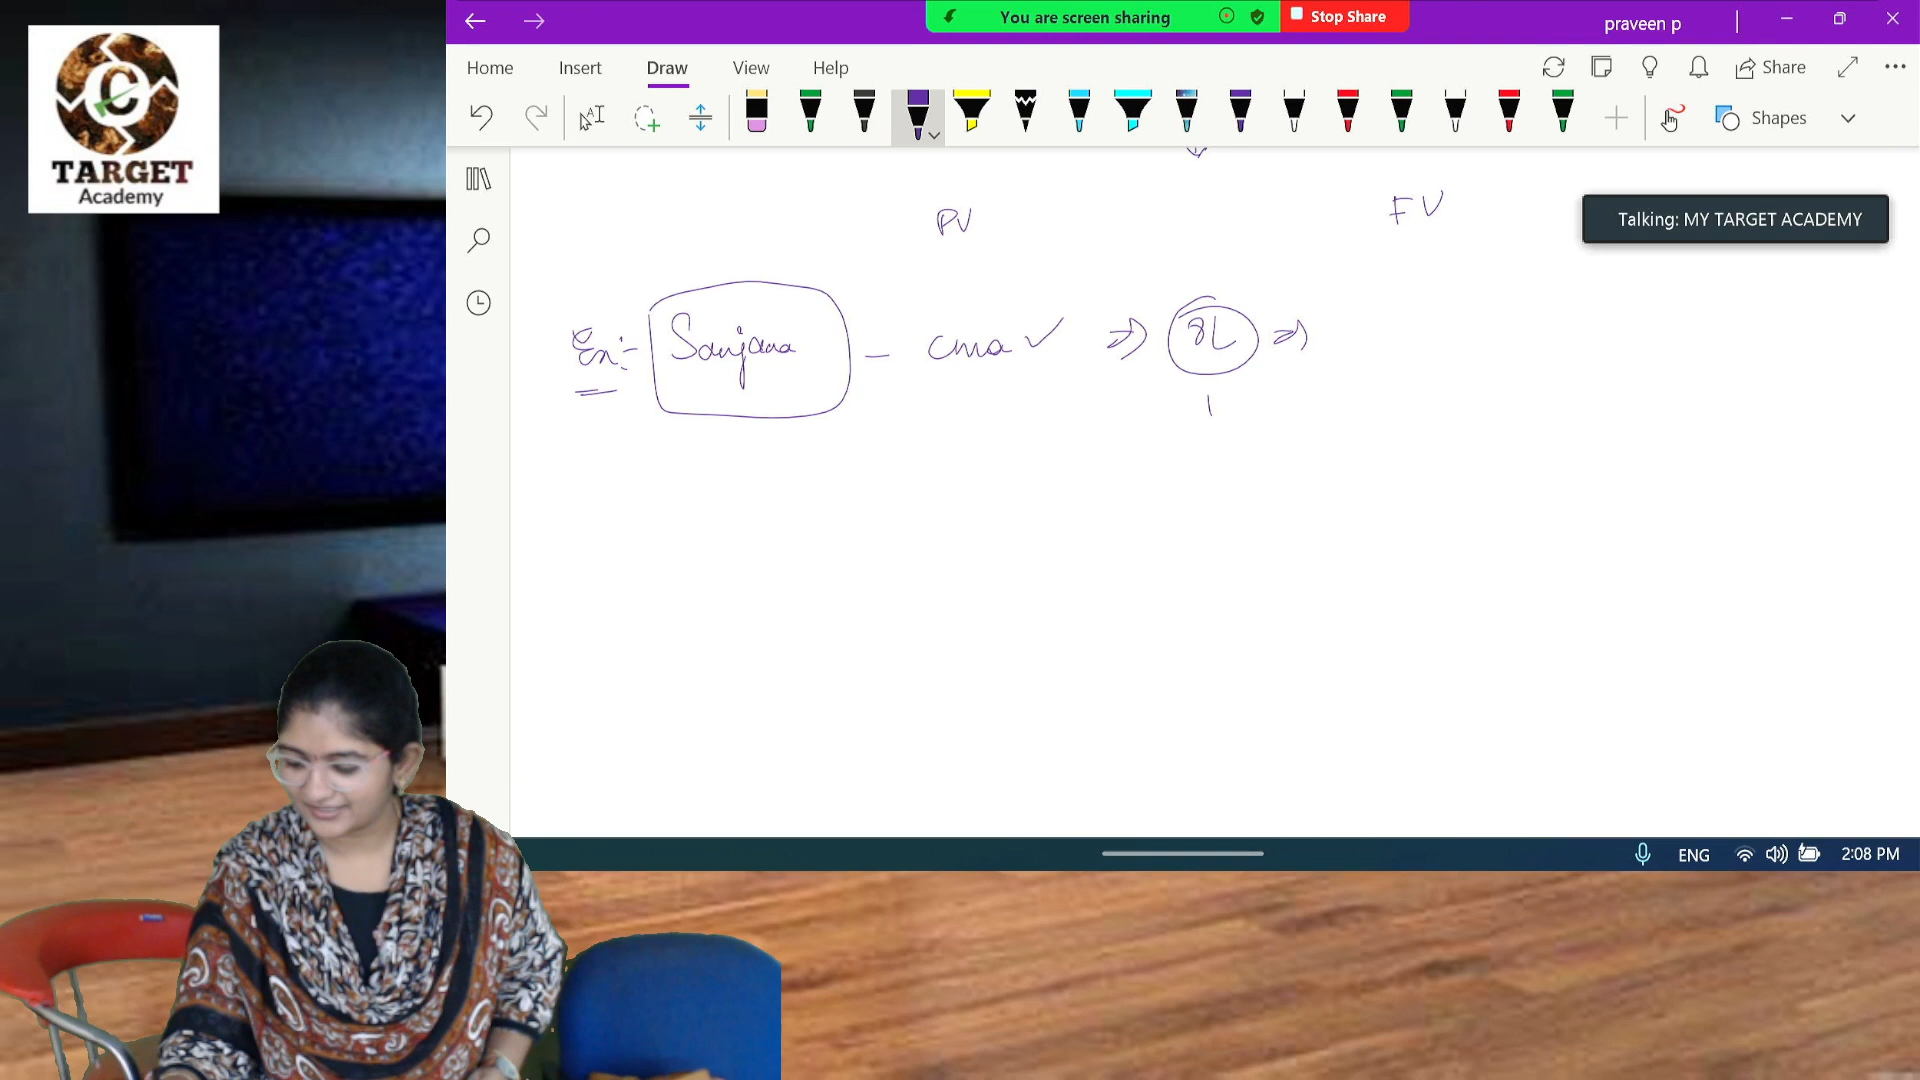 TARGET
Academy
You are screen sharing
Stop Share
praveen p
Home Insert Draw View Help
Share
Shapes
PV
FV
Talking: MY TARGET ACADEMY
Ex:- Sanjana - cma ✓ ⇒ 8L ⇒
ENG 2:08 PM